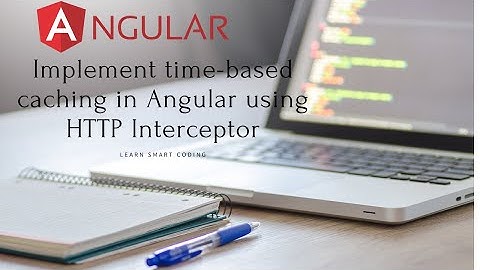 ANGULAR
Implement time-based
caching in Angular using
HTTP Interceptor
LEARN SMART CODING